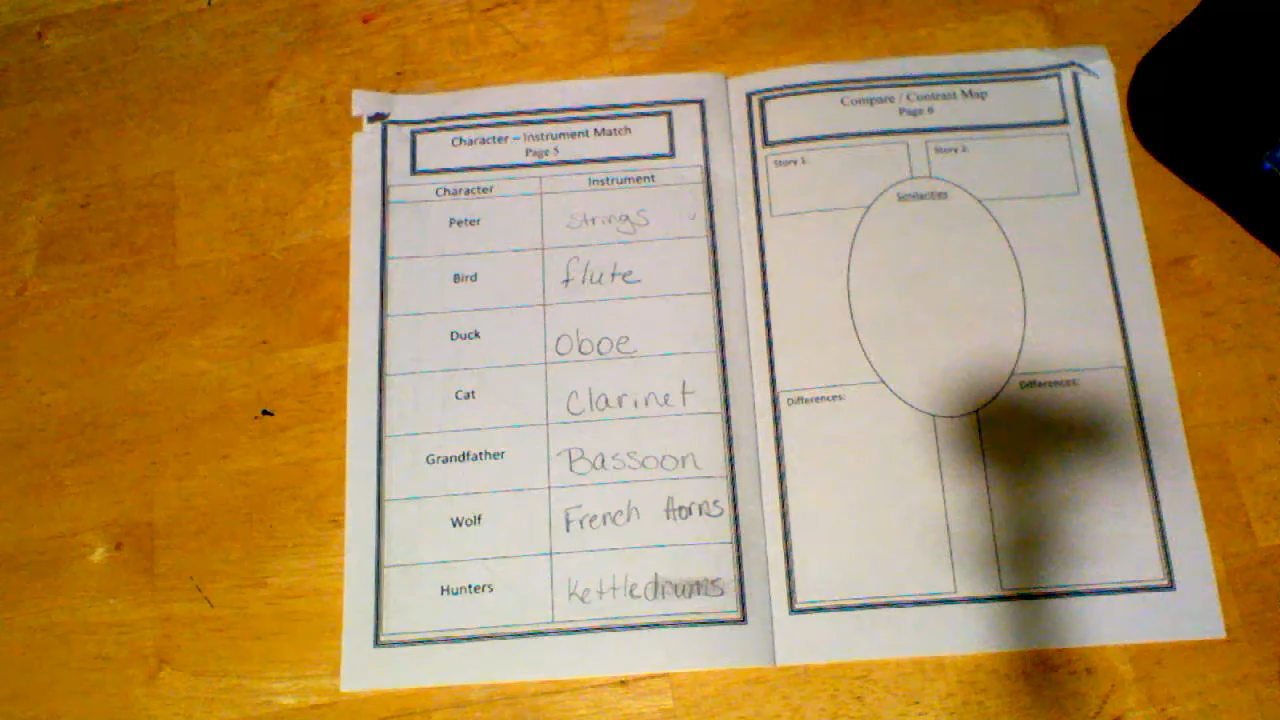 Character – Instrument Match
Page 5
Character Instrument
Peter strings
Bird flute
Duck Oboe
Cat Clarinet
Grandfather Bassoon
Wolf French Horns
Hunters Kettledrums
Compare / Contrast Map
Page 6
Story 1: Story 2:
Similarities
Differences: Differences: